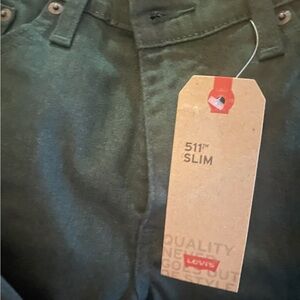 511™
SLIM
QUALITY
NEVER
Levi's
GOES OUT
OF STYLE